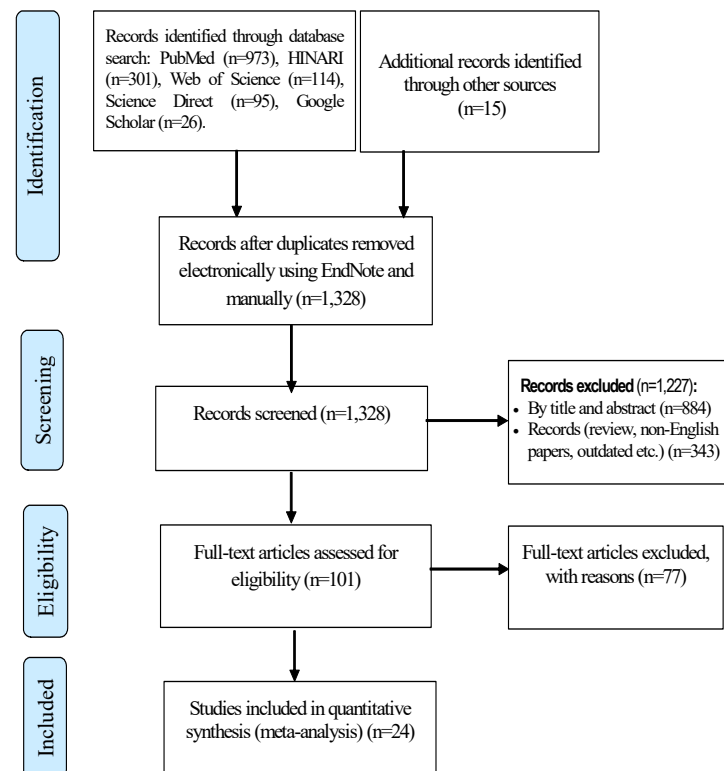 Identification
Records identified through database
search: PubMed (n=973), HINARI
(n=301), Web of Science (n=114),
Science Direct (n=95), Google
Scholar (n=26).
Additional records identified
through other sources
(n=15)
Records after duplicates removed
electronically using EndNote and
manually (n=1,328)
Screening
Records screened (n=1,328)
Records excluded (n=1,227):
• By title and abstract (n=884)
• Records (review, non-English
papers, outdated etc.) (n=343)
Eligibility
Full-text articles assessed for
eligibility (n=101)
Full-text articles excluded,
with reasons (n=77)
Included
Studies included in quantitative
synthesis (meta-analysis) (n=24)